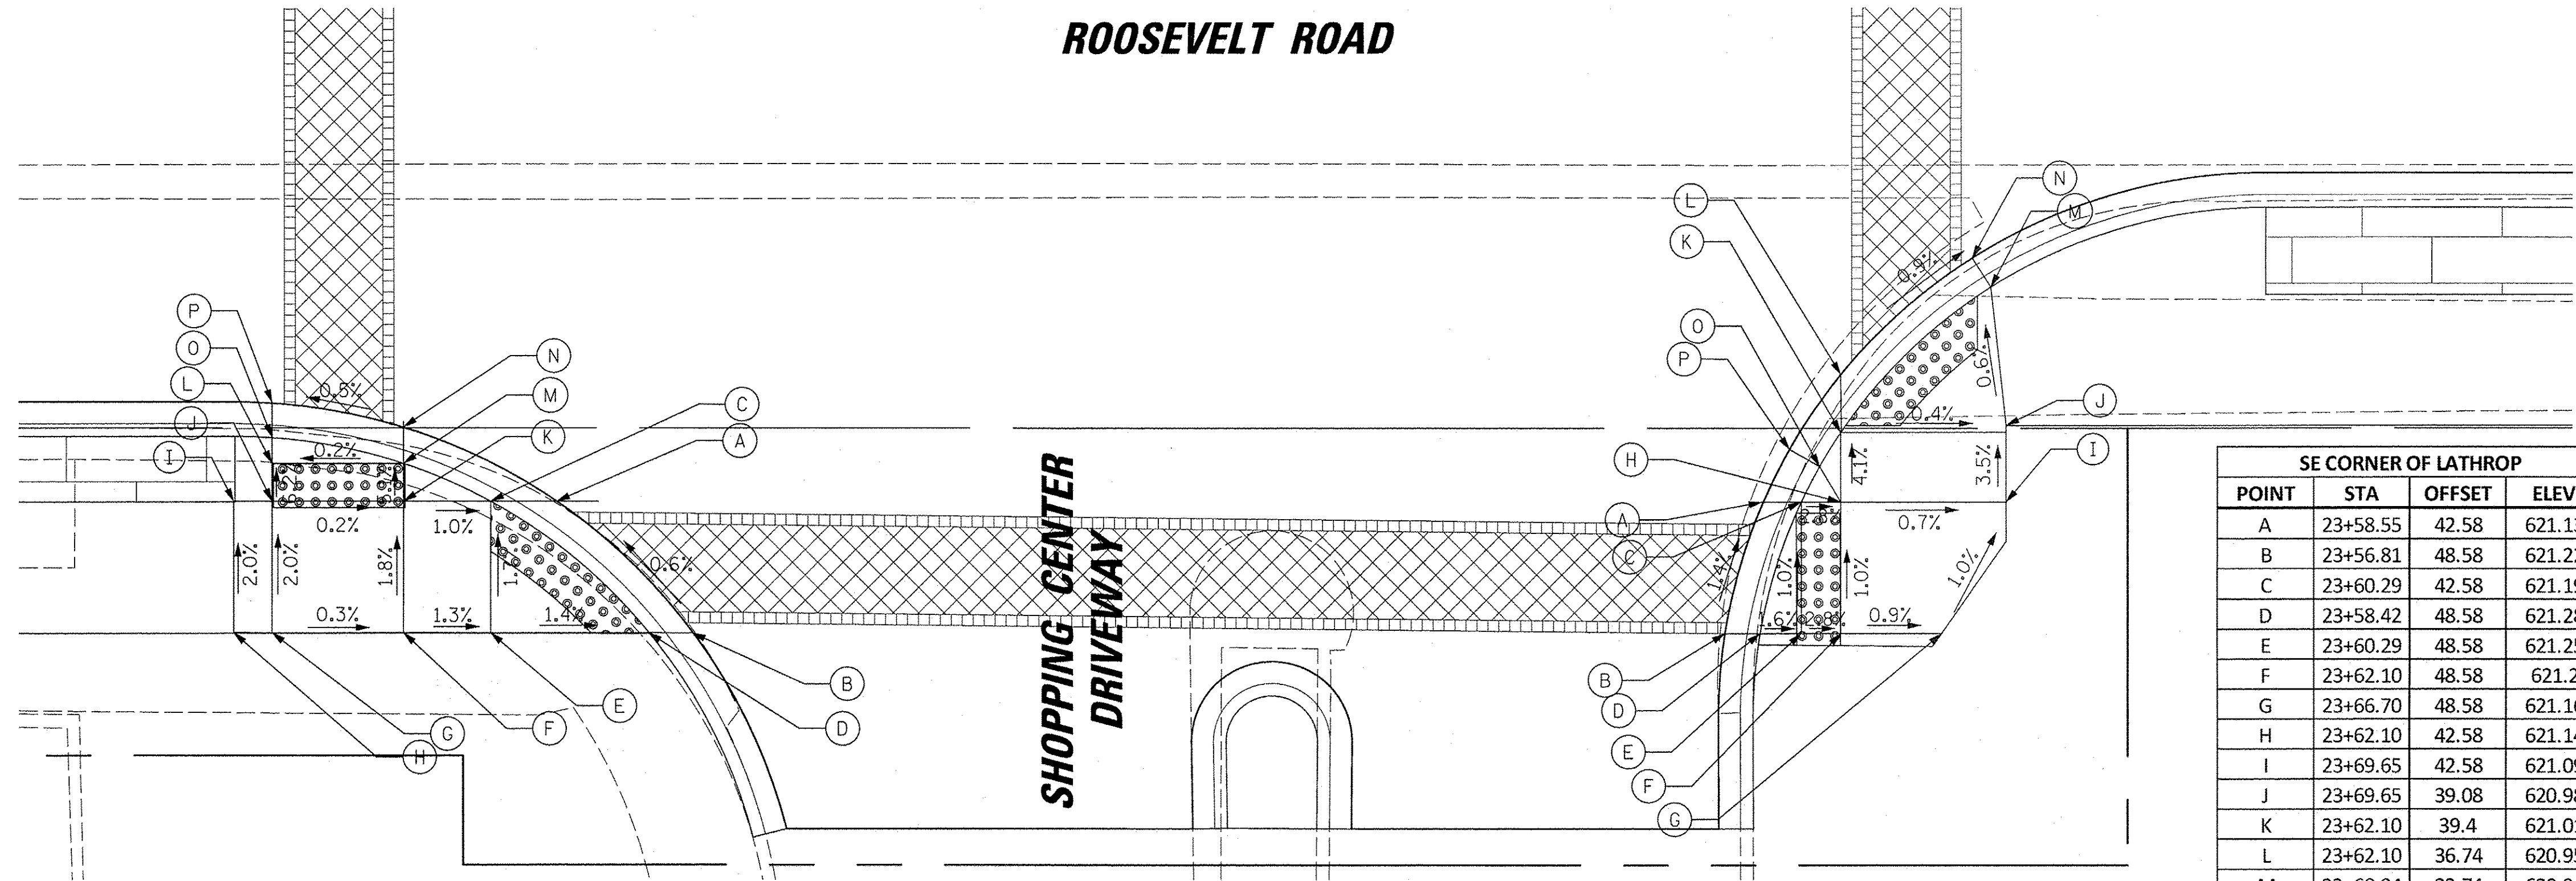 ROOSEVELT ROAD
P
O
L
J
I
N
M
K
C
A
0.5%
0.2%
0.2%
1.0%
2.0%
2.0%
1.8%
0.3%
1.3%
1.4%
0.6%
B
D
E
F
G
H
SHOPPING CENTER
DRIVEWAY
L
K
O
P
H
A
C
B
D
E
F
G
N
M
J
I
0.6%
0.4%
4.1%
3.5%
0.7%
1.4%
1.0%
1.0%
1.0%
2.8%
0.9%
SE CORNER OF LATHROP
POINT STA OFFSET ELEV
A 23+58.55 42.58
B 23+56.81 48.58
C 23+60.29 42.58
D 23+58.42 48.58
E 23+60.29 48.58
F 23+62.10 48.58
G 23+66.70 48.58
H 23+62.10 42.58
I 23+69.65 42.58
J 23+69.65 39.08
K 23+62.10 39.4
L 23+62.10 36.74